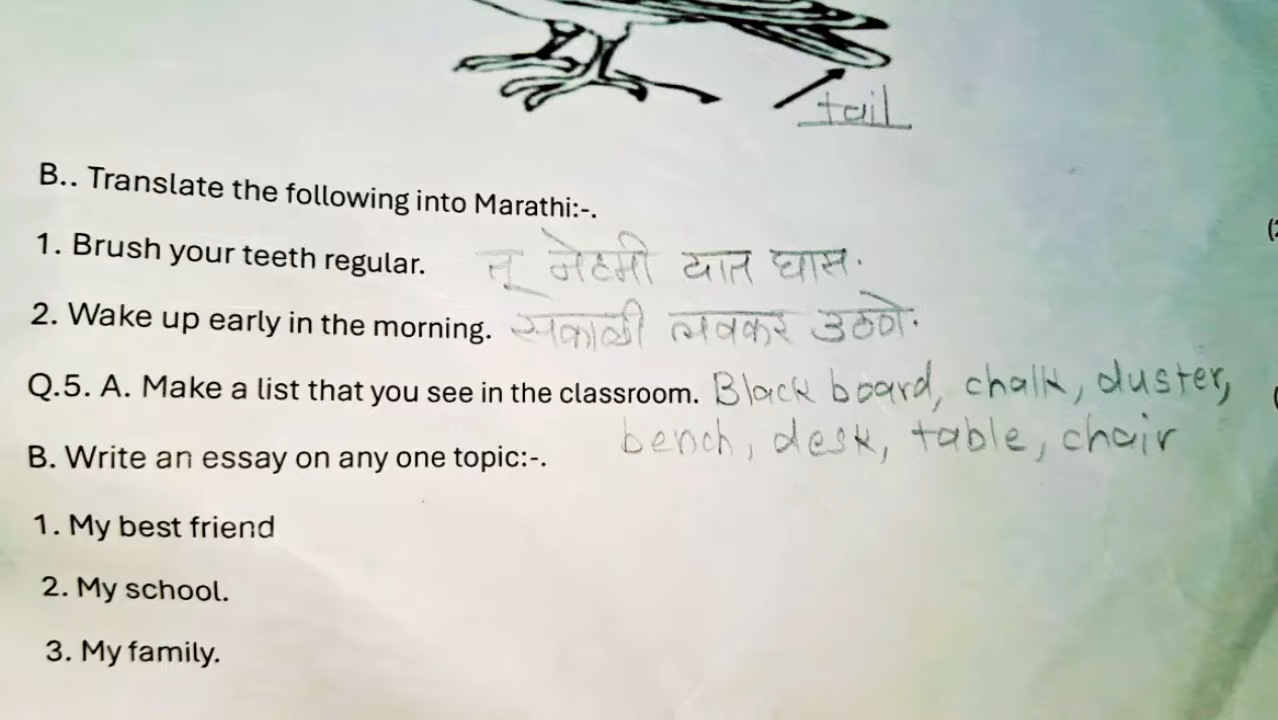 tail
B.. Translate the following into Marathi:-.
1. Brush your teeth regular. तू नेहमी दात घास.
2. Wake up early in the morning. सकाळी लवकर उठणे.
Q.5. A. Make a list that you see in the classroom. Black board, chalk, duster,
bench, desk, table, chair
B. Write an essay on any one topic:-.
1. My best friend
2. My school.
3. My family.